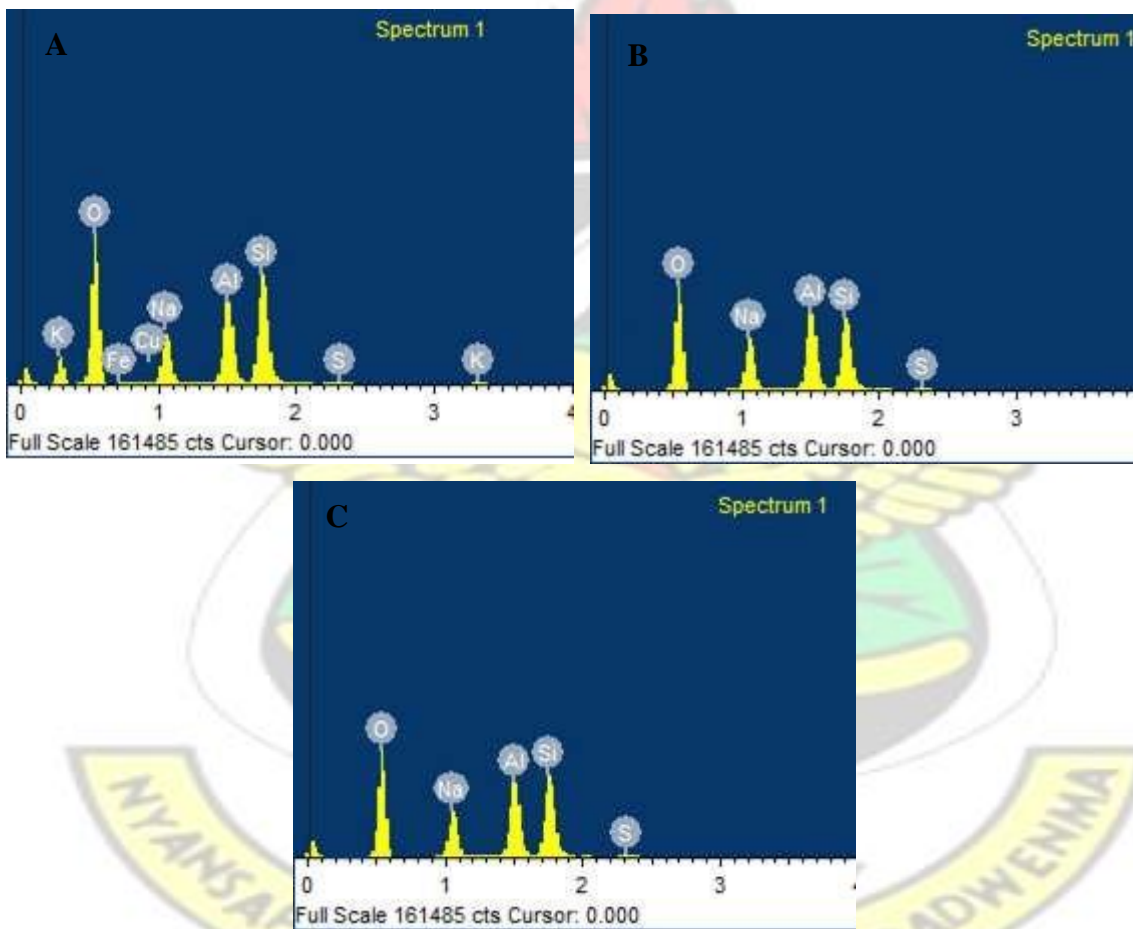 A
Spectrum 1
O
Si
Al
Na
K
Cu
Fe
S
K
0 1 2 3 4
Full Scale 161485 cts Cursor: 0.000
B
Spectrum 1
O
Al
Si
Na
S
0 1 2 3
Full Scale 161485 cts Cursor: 0.000
C
Spectrum 1
O
Si
Al
Na
S
0 1 2 3
Full Scale 161485 cts Cursor: 0.000
NYANSA
ADWENMA